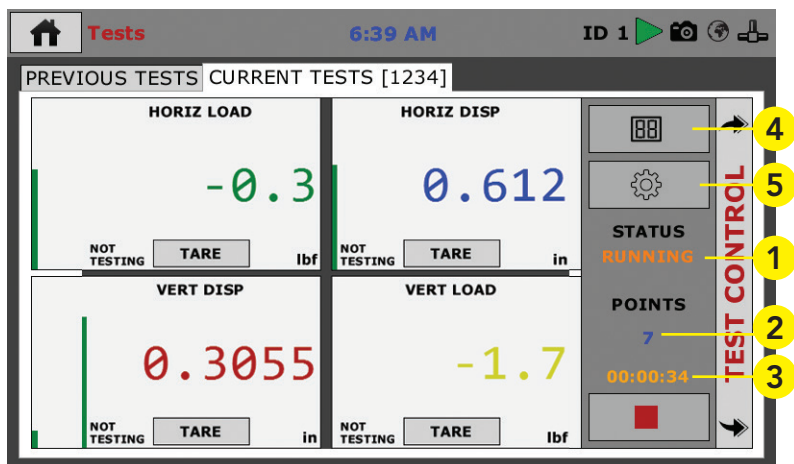 Tests 6:39 AM ID 1
PREVIOUS TESTS CURRENT TESTS [1234]
HORIZ LOAD
-0.3
NOT TESTING TARE lbf
HORIZ DISP
0.612
NOT TESTING TARE in
VERT DISP
0.3055
NOT TESTING TARE in
VERT LOAD
-1.7
NOT TESTING TARE lbf
88
4
5
STATUS
RUNNING
1
POINTS
7
2
00:00:34
3
TEST CONTROL